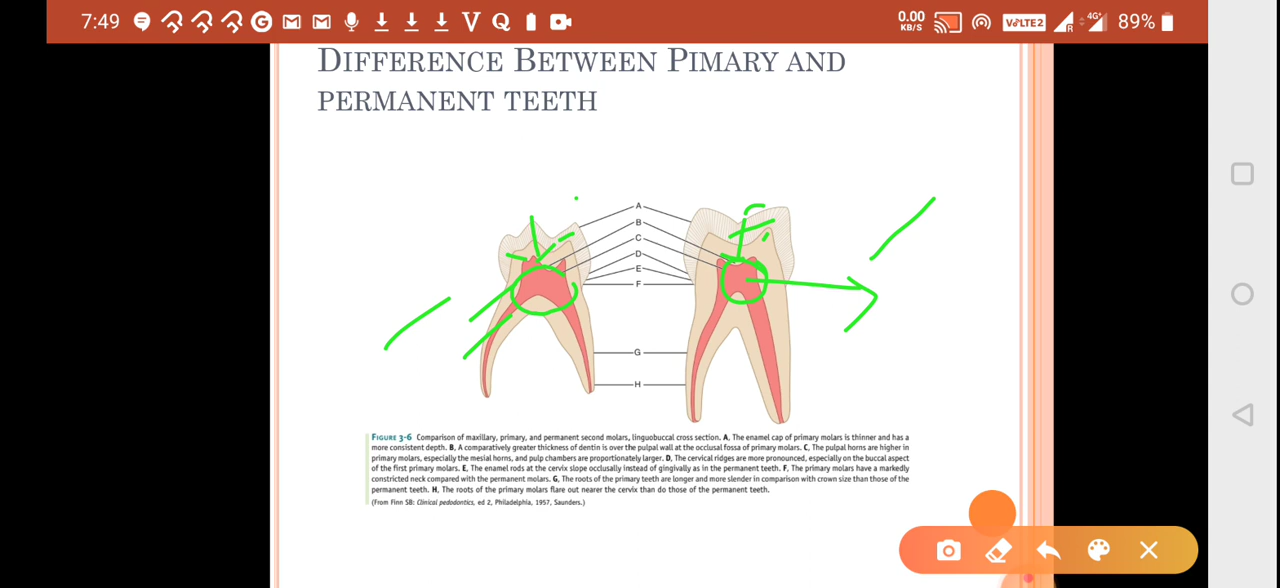 7:49 G V Q 0.00 KB/S VoLTE2 R 4G+ 89%
DIFFERENCE BETWEEN PIMARY AND
PERMANENT TEETH
A
B
C
D
E
F
G
H
FIGURE 3-6 Comparison of maxillary, primary, and permanent second molars, linguobuccal cross section. A, The enamel cap of primary molars is thinner and has a
more consistent depth. B, A comparatively greater thickness of dentin is over the pulpal wall at the occlusal fossa of primary molars. C, The pulpal horns are higher in
primary molars, especially the mesial horns, and pulp chambers are proportionately larger. D, The cervical ridges are more pronounced, especially on the buccal aspect
of the first primary molars. E, The enamel rods at the cervix slope occlusally instead of gingivally as in the permanent teeth. F, The primary molars have a markedly
constricted neck compared with the permanent molars. G, The roots of the primary teeth are longer and more slender in comparison with crown size than those of the
permanent teeth. H, The roots of the primary molars flare out nearer the cervix than do those of the permanent teeth.
(From Finn SB: Clinical pedodontics, ed 2, Philadelphia, 1957, Saunders.)